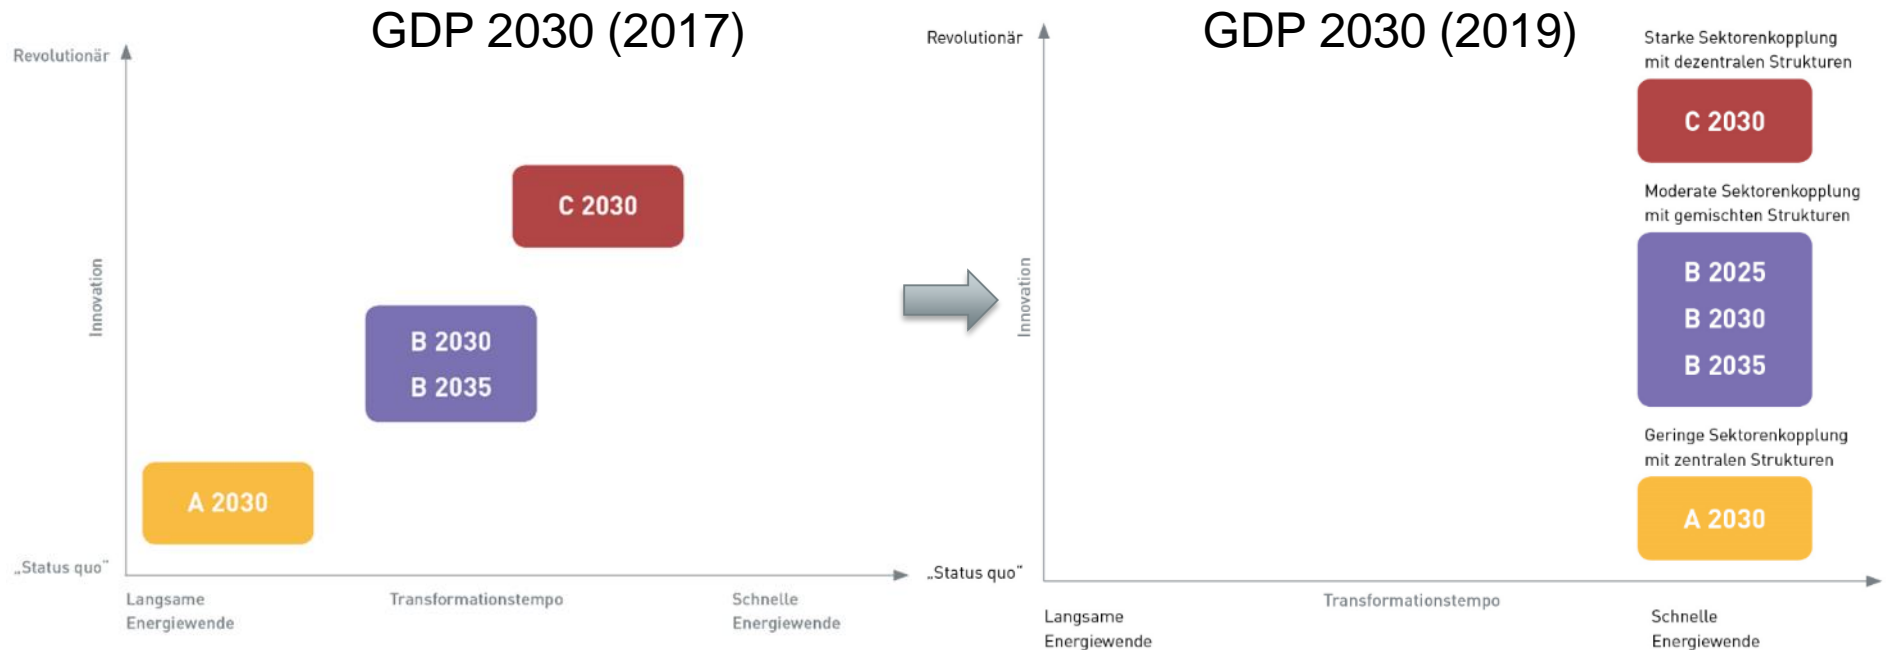 GDP 2030 (2017)
Revolutionär
Innovation
C 2030
B 2030
B 2035
A 2030
„Status quo“
Langsame
Energiewende
Transformationstempo
Schnelle
Energiewende
GDP 2030 (2019)
Revolutionär
Innovation
Starke Sektorenkopplung
mit dezentralen Strukturen
C 2030
Moderate Sektorenkopplung
mit gemischten Strukturen
B 2025
B 2030
B 2035
Geringe Sektorenkopplung
mit zentralen Strukturen
A 2030
„Status quo“
Langsame
Energiewende
Transformationstempo
Schnelle
Energiewende